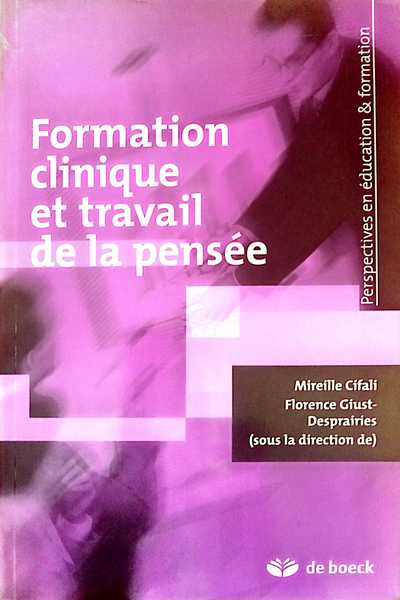 Formation
clinique
et travail
de la pensée
Perspectives en éducation & formation
Mireille Cifali
Florence Giust-
Desprairies
(sous la direction de)
de boeck